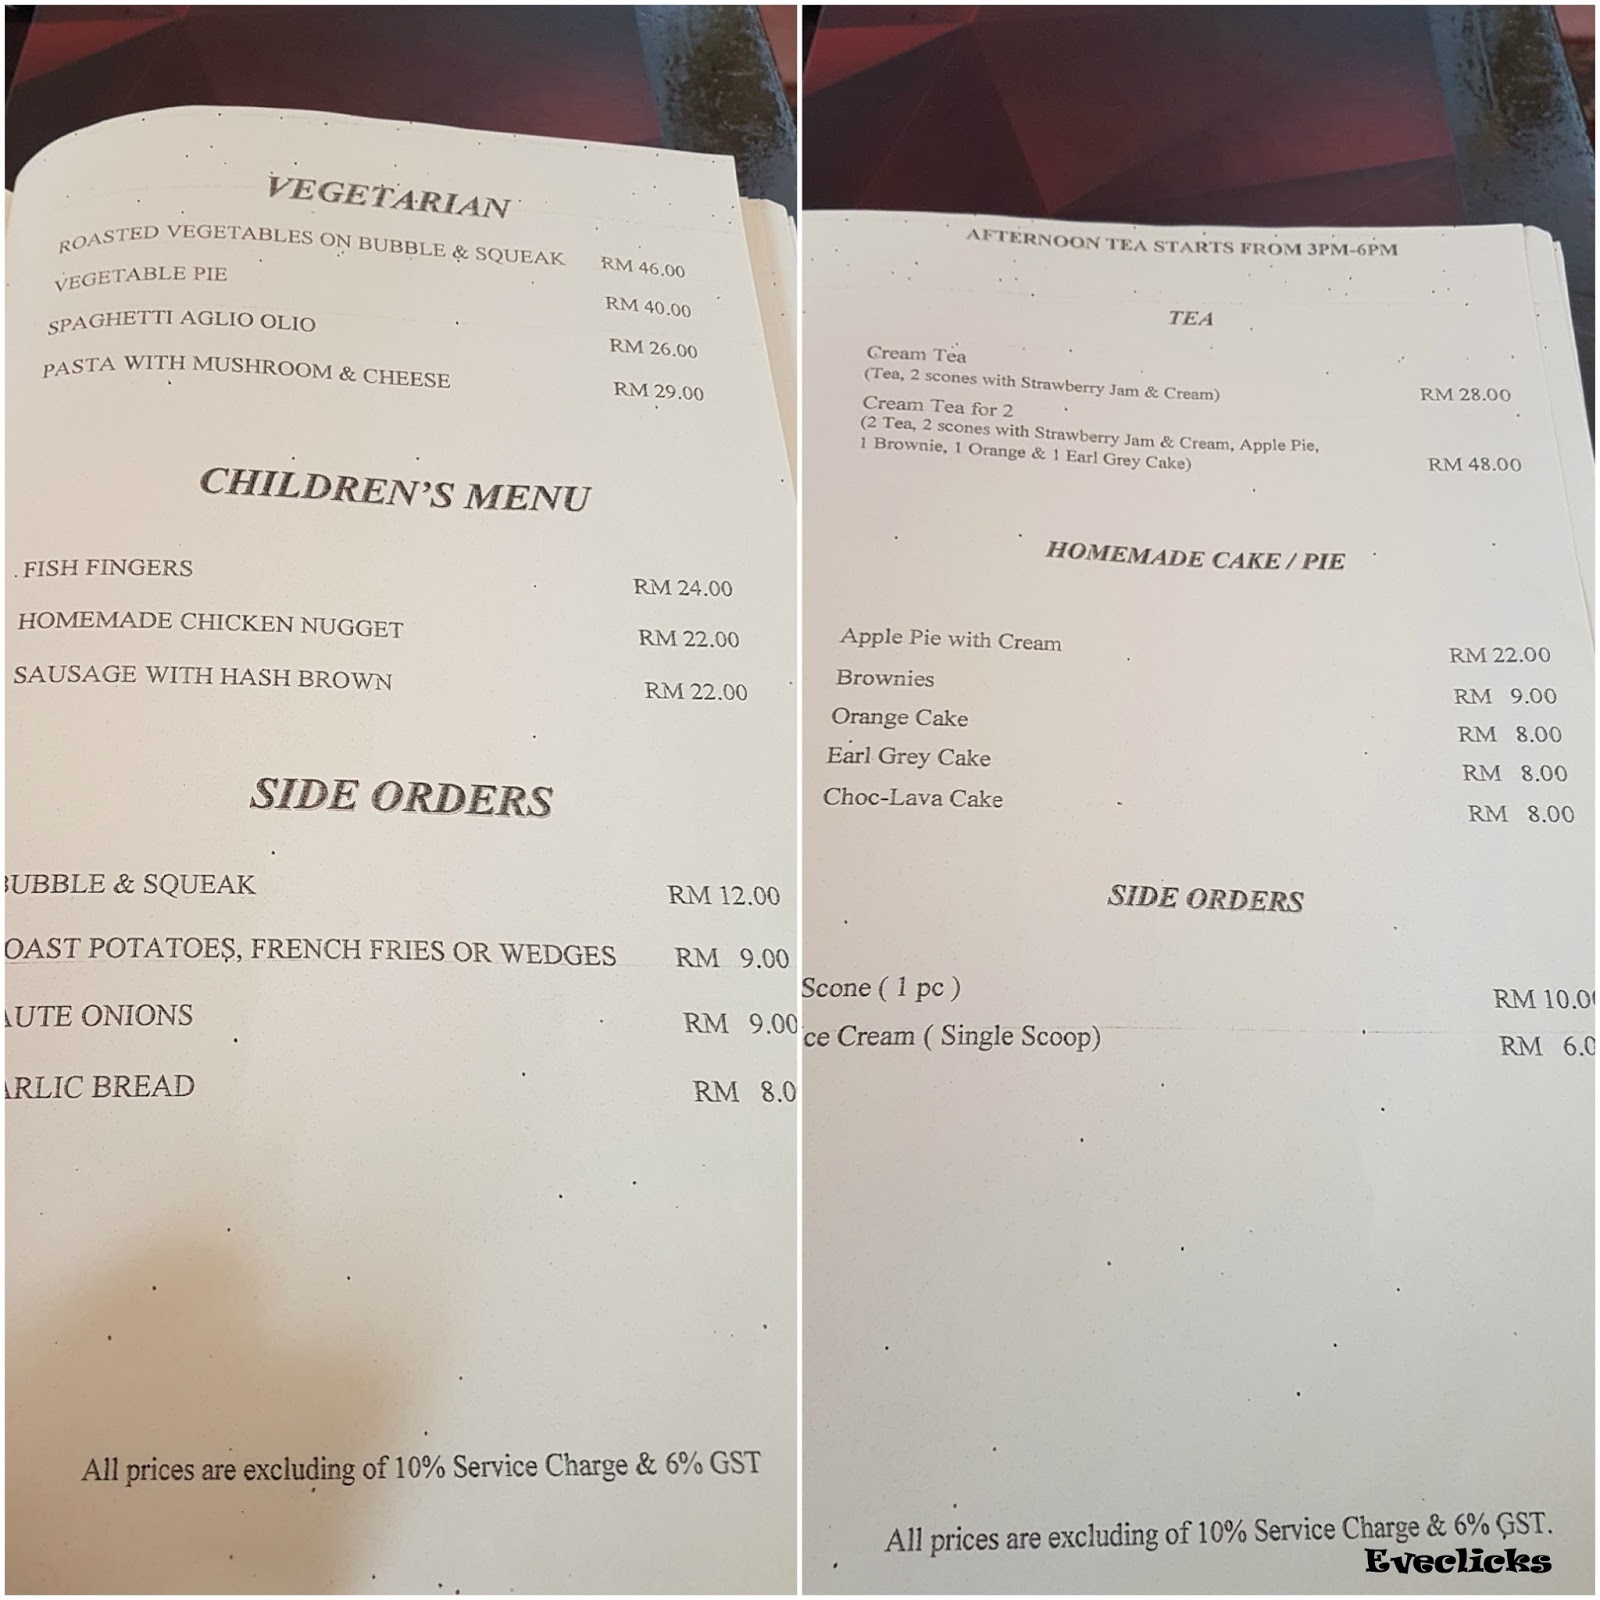 VEGETARIAN
ROASTED VEGETABLES ON BUBBLE & SQUEAK RM 46.00
VEGETABLE PIE RM 40.00
SPAGHETTI AGLIO OLIO RM 26.00
PASTA WITH MUSHROOM & CHEESE RM 29.00
CHILDREN'S MENU
FISH FINGERS RM 24.00
HOMEMADE CHICKEN NUGGET RM 22.00
SAUSAGE WITH HASH BROWN RM 22.00
SIDE ORDERS
BUBBLE & SQUEAK RM 12.00
OAST POTATOES, FRENCH FRIES OR WEDGES RM 9.00
AUTE ONIONS RM 9.00
ARLIC BREAD RM 8.0
All prices are excluding of 10% Service Charge & 6% GST
AFTERNOON TEA STARTS FROM 3PM-6PM
TEA
Cream Tea
(Tea, 2 scones with Strawberry Jam & Cream) RM 28.00
Cream Tea for 2
(2 Tea, 2 scones with Strawberry Jam & Cream, Apple Pie,
1 Brownie, 1 Orange & 1 Earl Grey Cake) RM 48.00
HOMEMADE CAKE / PIE
Apple Pie with Cream RM 22.00
Brownies RM 9.00
Orange Cake RM 8.00
Earl Grey Cake RM 8.00
Choc-Lava Cake RM 8.00
SIDE ORDERS
Scone ( 1 pc ) RM 10.00
ce Cream ( Single Scoop) RM 6.0
All prices are excluding of 10% Service Charge & 6% GST.
Eveclicks